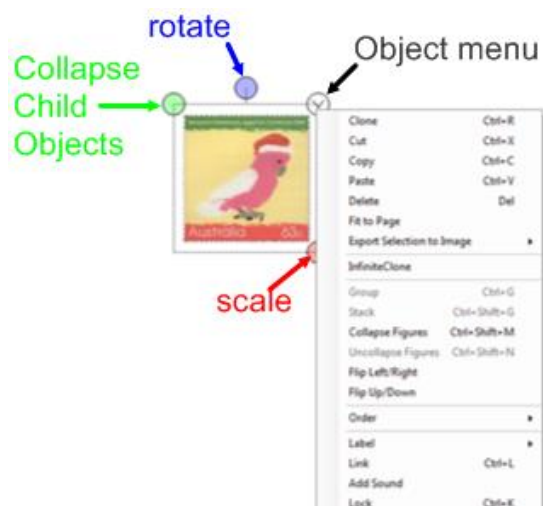 rotate
Object menu
Collapse
Child
Objects
Australia 63c
scale
Clone Ctrl+R
Cut Ctrl+X
Copy Ctrl+C
Paste Ctrl+V
Delete Del
Fit to Page
Export Selection to Image
InfiniteClone
Group Ctrl+G
Stack Ctrl+Shift+G
Collapse Figures Ctrl+Shift+M
Uncollapse Figures Ctrl+Shift+N
Flip Left/Right
Flip Up/Down
Order
Label
Link Ctrl+L
Add Sound
Lock Ctrl+K